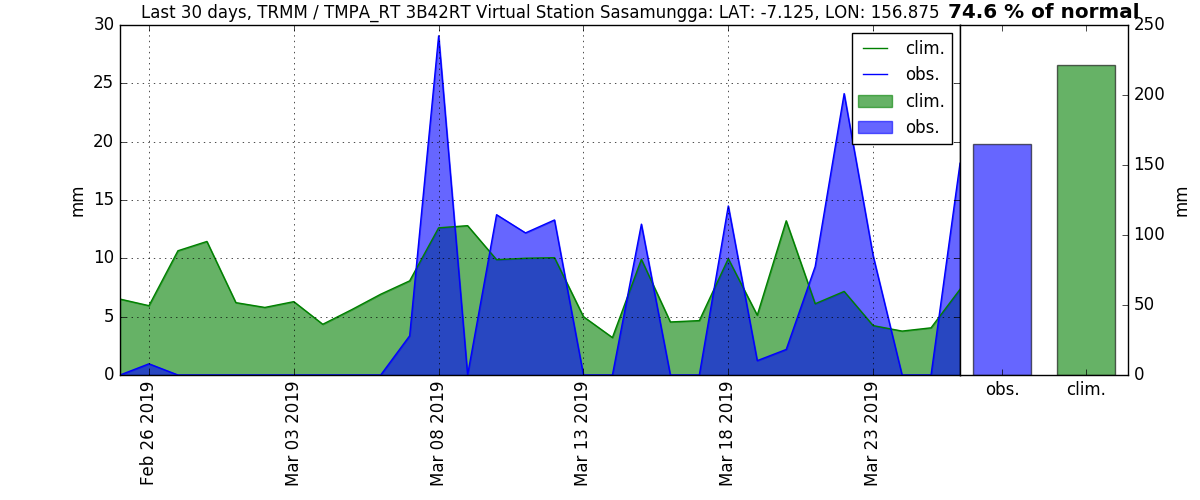 Last 30 days, TRMM / TMPA_RT 3B42RT Virtual Station Sasamungga: LAT: -7.125, LON: 156.875 74.6 % of normal
30
25
20
15
10
5
0
mm
clim.
obs.
clim.
obs.
250
200
150
100
50
0
mm
obs. clim.
Feb 26 2019
Mar 03 2019
Mar 08 2019
Mar 13 2019
Mar 18 2019
Mar 23 2019